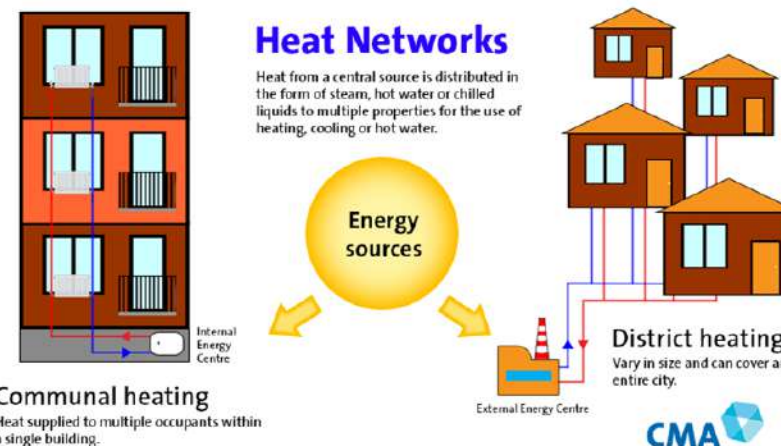 Heat Networks
Heat from a central source is distributed in
the form of steam, hot water or chilled
liquids to multiple properties for the use of
heating, cooling or hot water.
Energy
sources
Internal
Energy
Centre
Communal heating
Heat supplied to multiple occupants within
a single building.
External Energy Centre
District heating
Vary in size and can cover an
entire city.
CMA